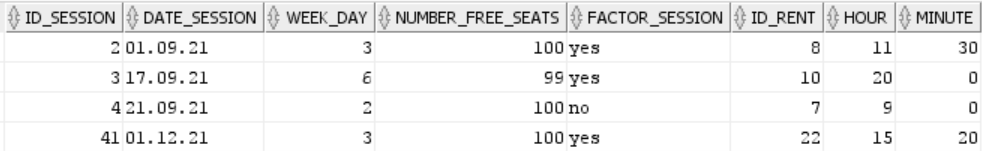 ID_SESSION DATE_SESSION WEEK_DAY NUMBER_FREE_SEATS FACTOR_SESSION ID_RENT HOUR MINUTE
2 01.09.21 3 100 yes 8 11 30
3 17.09.21 6 99 yes 10 20 0
4 21.09.21 2 100 no 7 9 0
41 01.12.21 3 100 yes 22 15 20